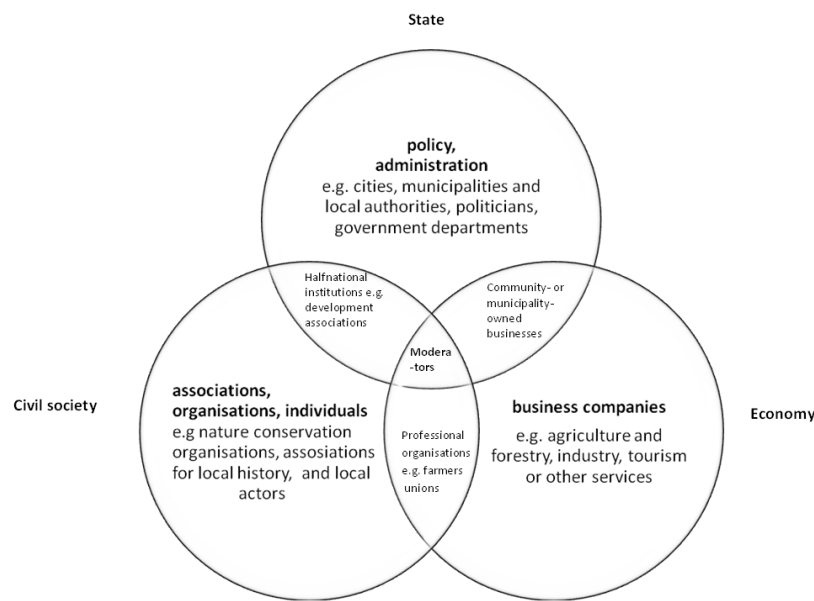 State
policy,
administration
e.g. cities, municipalities and
local authorities, politicians,
government departments
Halfnational
institutions e.g.
development
associations
Community- or
municipality-
owned
businesses
Modera
-tors
Civil society
associations,
organisations, individuals
e.g nature conservation
organisations, assosiations
for local history, and local
actors
Professional
organisations
e.g. farmers
unions
business companies
e.g. agriculture and
forestry, industry, tourism
or other services
Economy